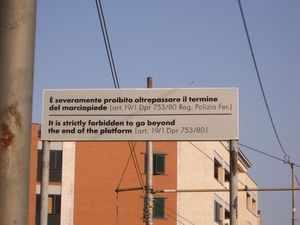 È severamente proibito oltrepassare il termine
del marciapiede (art. 19/1 Dpr 753/80 Reg. Polizia Fer.)
It is strictly forbidden to go beyond
the end of the platform (art. 19/1 Dpr 753/80)